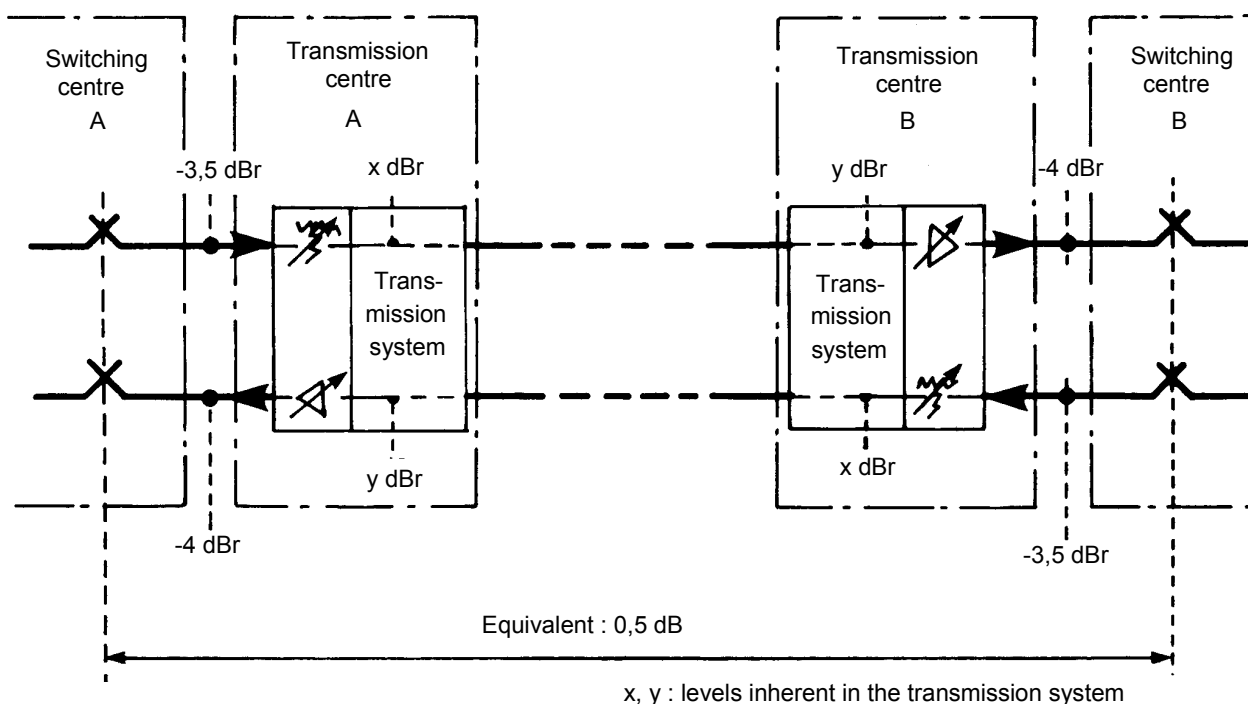 Switching
centre
A
Transmission
centre
A
Transmission
centre
B
Switching
centre
B
-3,5 dBr
x dBr
y dBr
-4 dBr
Trans-
mission
system
Trans-
mission
system
-4 dBr
y dBr
x dBr
-3,5 dBr
Equivalent : 0,5 dB
x, y : levels inherent in the transmission system